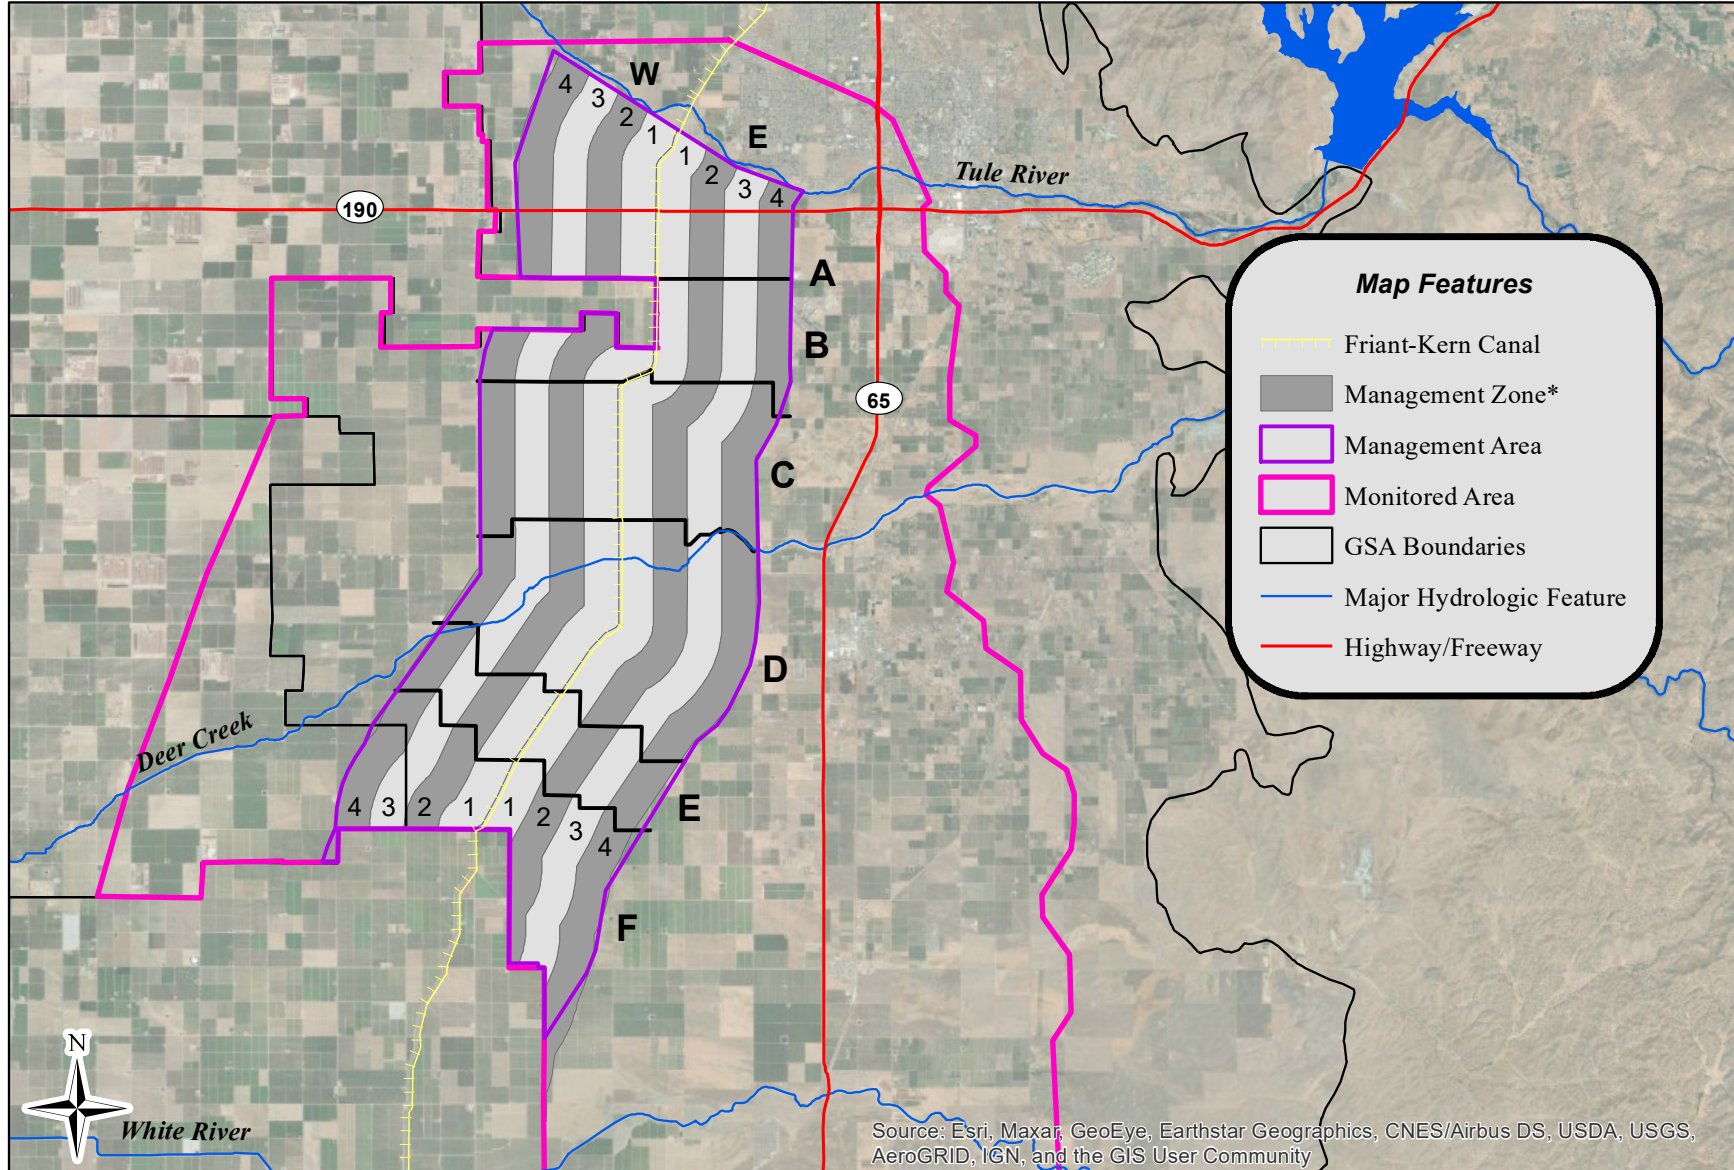 W
4
3
2
1
E
1
2
3
4
Tule River
190
A
B
65
C
D
Deer Creek
4
3
2
1
1
2
3
4
E
F
Map Features
Friant-Kern Canal
Management Zone*
Management Area
Monitored Area
GSA Boundaries
Major Hydrologic Feature
Highway/Freeway
N
White River
Source: Esri, Maxar, GeoEye, Earthstar Geographics, CNES/Airbus DS, USDA, USGS,
AeroGRID, IGN, and the GIS User Community